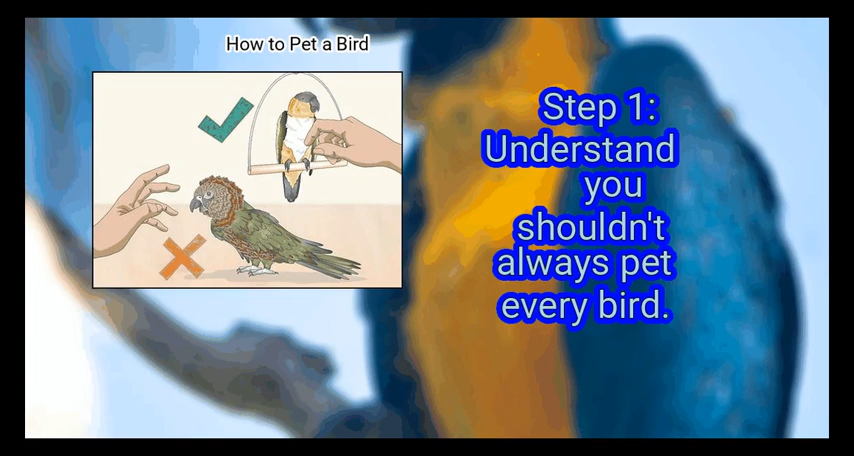 How to Pet a Bird
Step 1:
Understand
you
shouldn't
always pet
every bird.